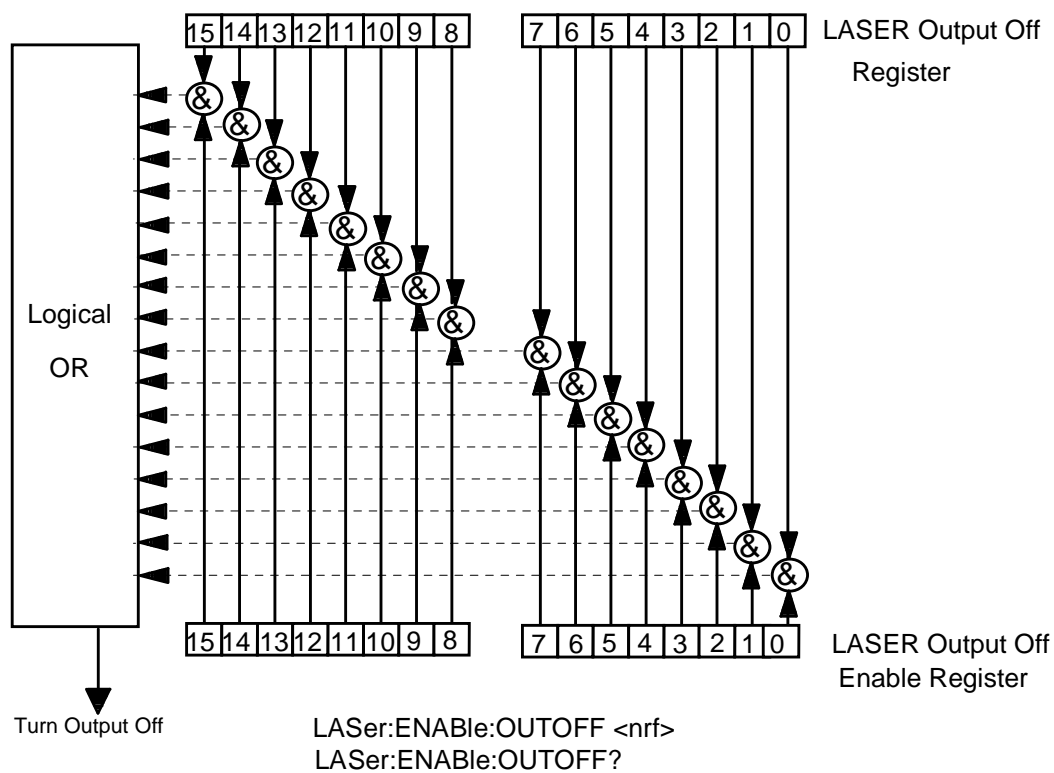 15 14 13 12 11 10 9 8 7 6 5 4 3 2 1 0 LASER Output Off
Register
&
&
&
&
&
&
&
&
Logical
OR
&
&
&
&
&
&
&
&
15 14 13 12 11 10 9 8 7 6 5 4 3 2 1 0 LASER Output Off
Enable Register
Turn Output Off
LASer:ENABle:OUTOFF <nrf>
LASer:ENABle:OUTOFF?